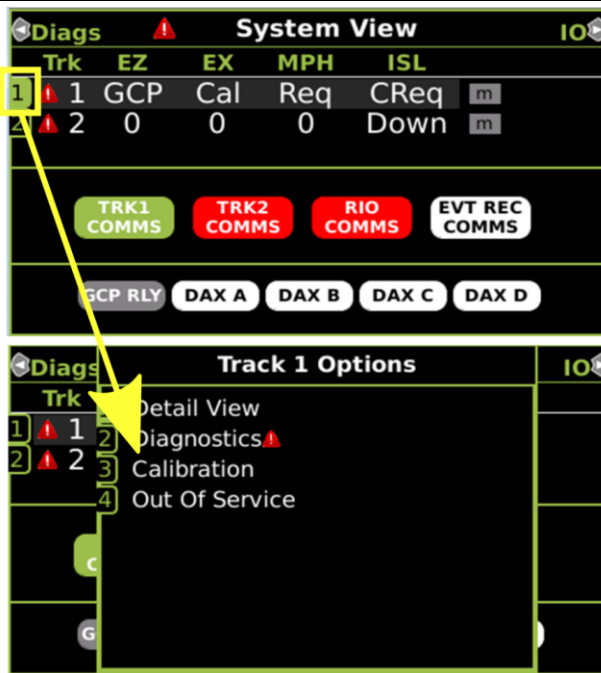 Diags System View IO
Trk EZ EX MPH ISL
1 1 GCP Cal Req CReq m
2 2 0 0 0 Down m
TRK1 COMMS TRK2 COMMS RIO COMMS EVT REC COMMS
GCP RLY DAX A DAX B DAX C DAX D
Diags Track 1 Options IO
Trk
1 1
2 2
Detail View
2 Diagnostics
3 Calibration
4 Out Of Service